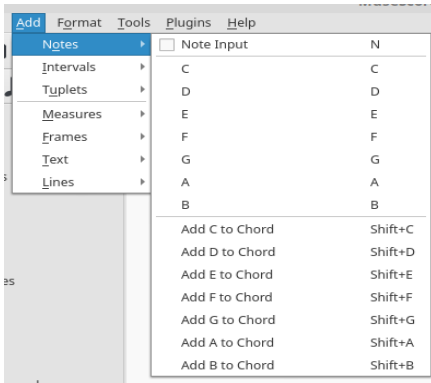 Add Format Tools Plugins Help
Notes
Intervals
Tuplets
Measures
Frames
Text
Lines
Note Input N
C C
D D
E E
F F
G G
A A
B B
Add C to Chord Shift+C
Add D to Chord Shift+D
Add E to Chord Shift+E
Add F to Chord Shift+F
Add G to Chord Shift+G
Add A to Chord Shift+A
Add B to Chord Shift+B